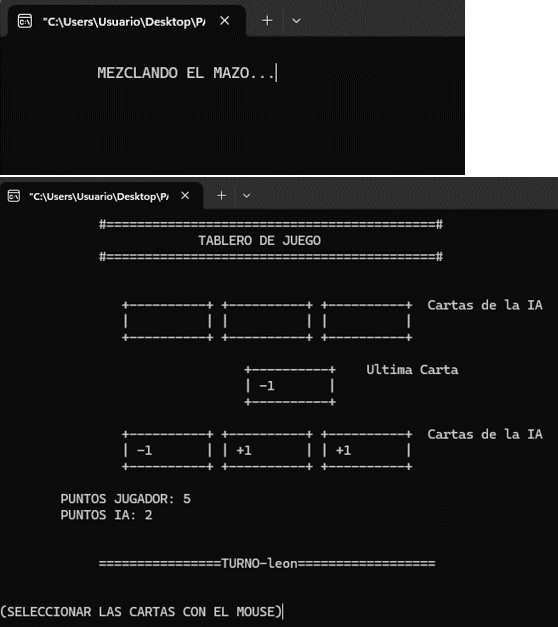 "C:\Users\Usuario\Desktop\P/
MEZCLANDO EL MAZO...
"C:\Users\Usuario\Desktop\P/
#===========================================#
TABLERO DE JUEGO
#===========================================#
+----------+ +----------+ +----------+ Cartas de la IA
| | | | | |
+----------+ +----------+ +----------+
+----------+ Ultima Carta
| -1 |
+----------+
+----------+ +----------+ +----------+ Cartas de la IA
| -1 | | +1 | | +1 |
+----------+ +----------+ +----------+
PUNTOS JUGADOR: 5
PUNTOS IA: 2
================TURNO-leon==================
(SELECCIONAR LAS CARTAS CON EL MOUSE)